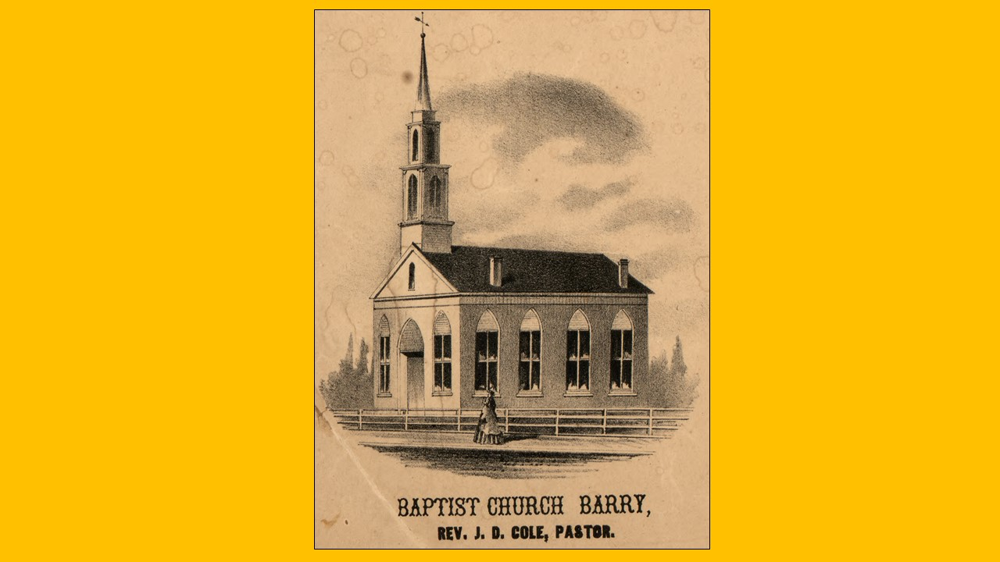 BAPTIST CHURCH BARRY,
REV. J. D. COLE, PASTOR.